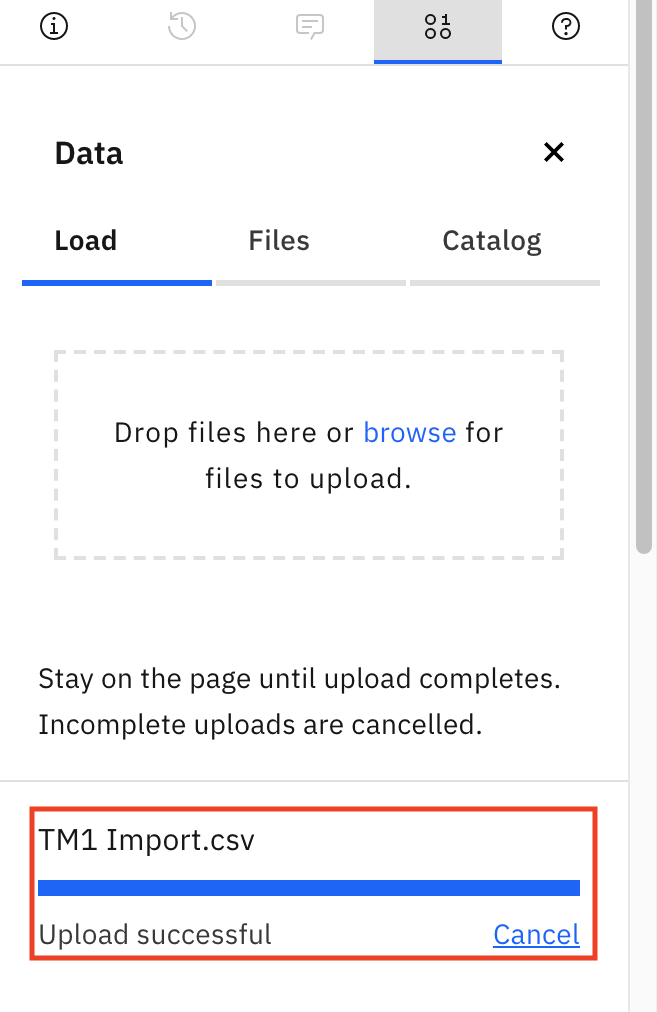 Data
Load
Files
Catalog
Drop files here or browse for
files to upload.
Stay on the page until upload completes.
Incomplete uploads are cancelled.
TM1 Import.csv
Upload successful
Cancel